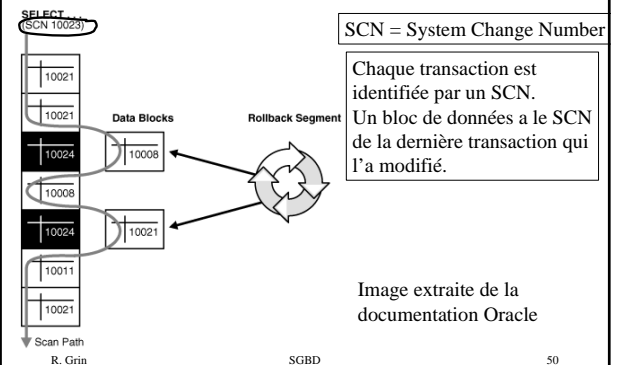 SELECT . . .
(SCN 10023)
SCN = System Change Number
Chaque transaction est
identifiée par un SCN.
Un bloc de données a le SCN
de la dernière transaction qui
l'a modifié.
Data Blocks
Rollback Segment
10021
10021
10024
10008
10008
10024
10021
10011
10021
Scan Path
Image extraite de la
documentation Oracle
R. Grin
SGBD
50